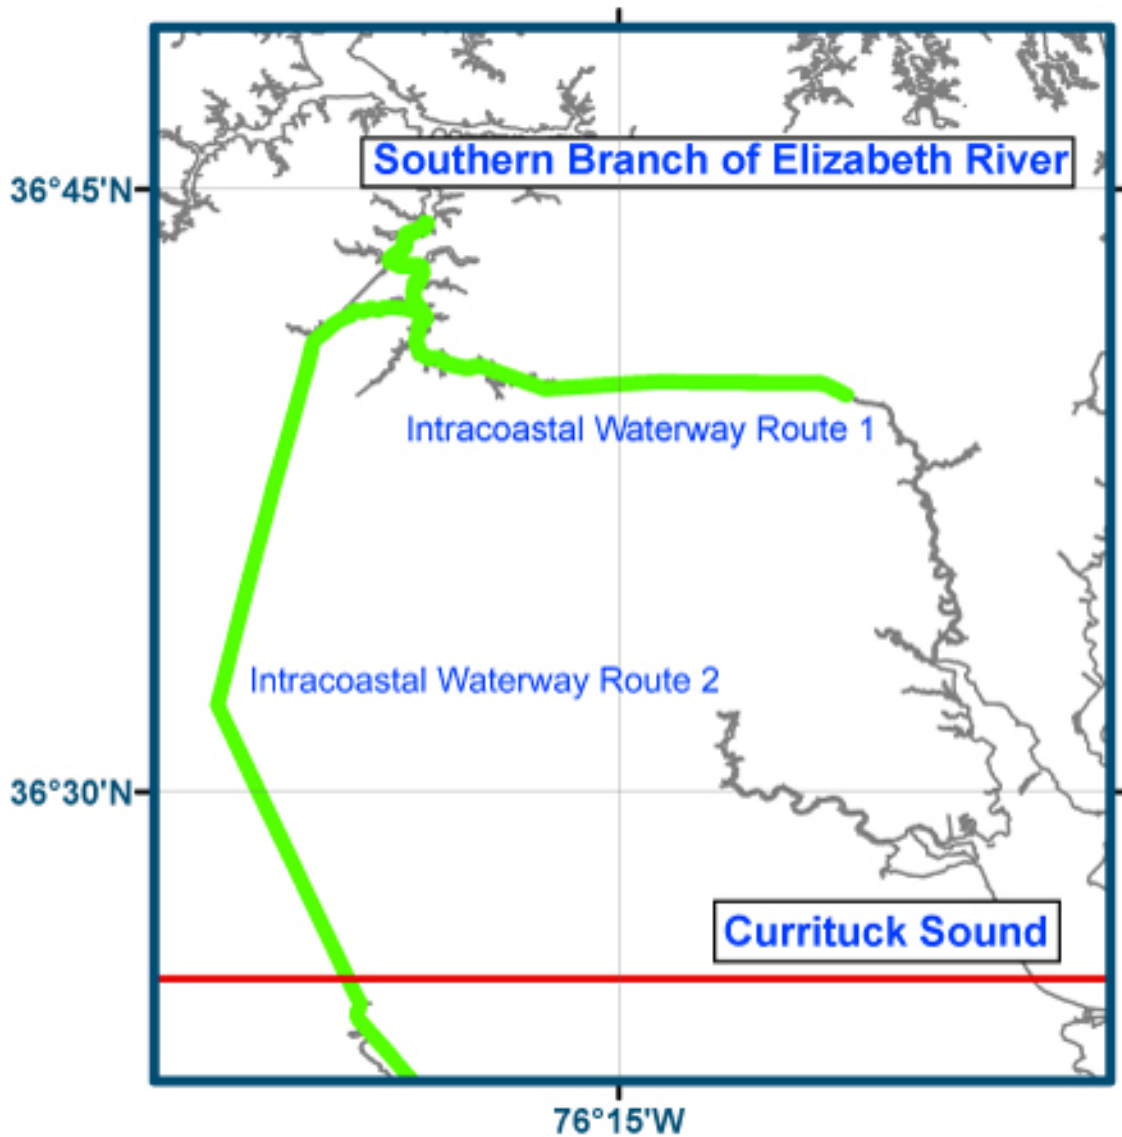 Southern Branch of Elizabeth River
36°45'N
Intracoastal Waterway Route 1
Intracoastal Waterway Route 2
36°30'N
Currituck Sound
76°15'W